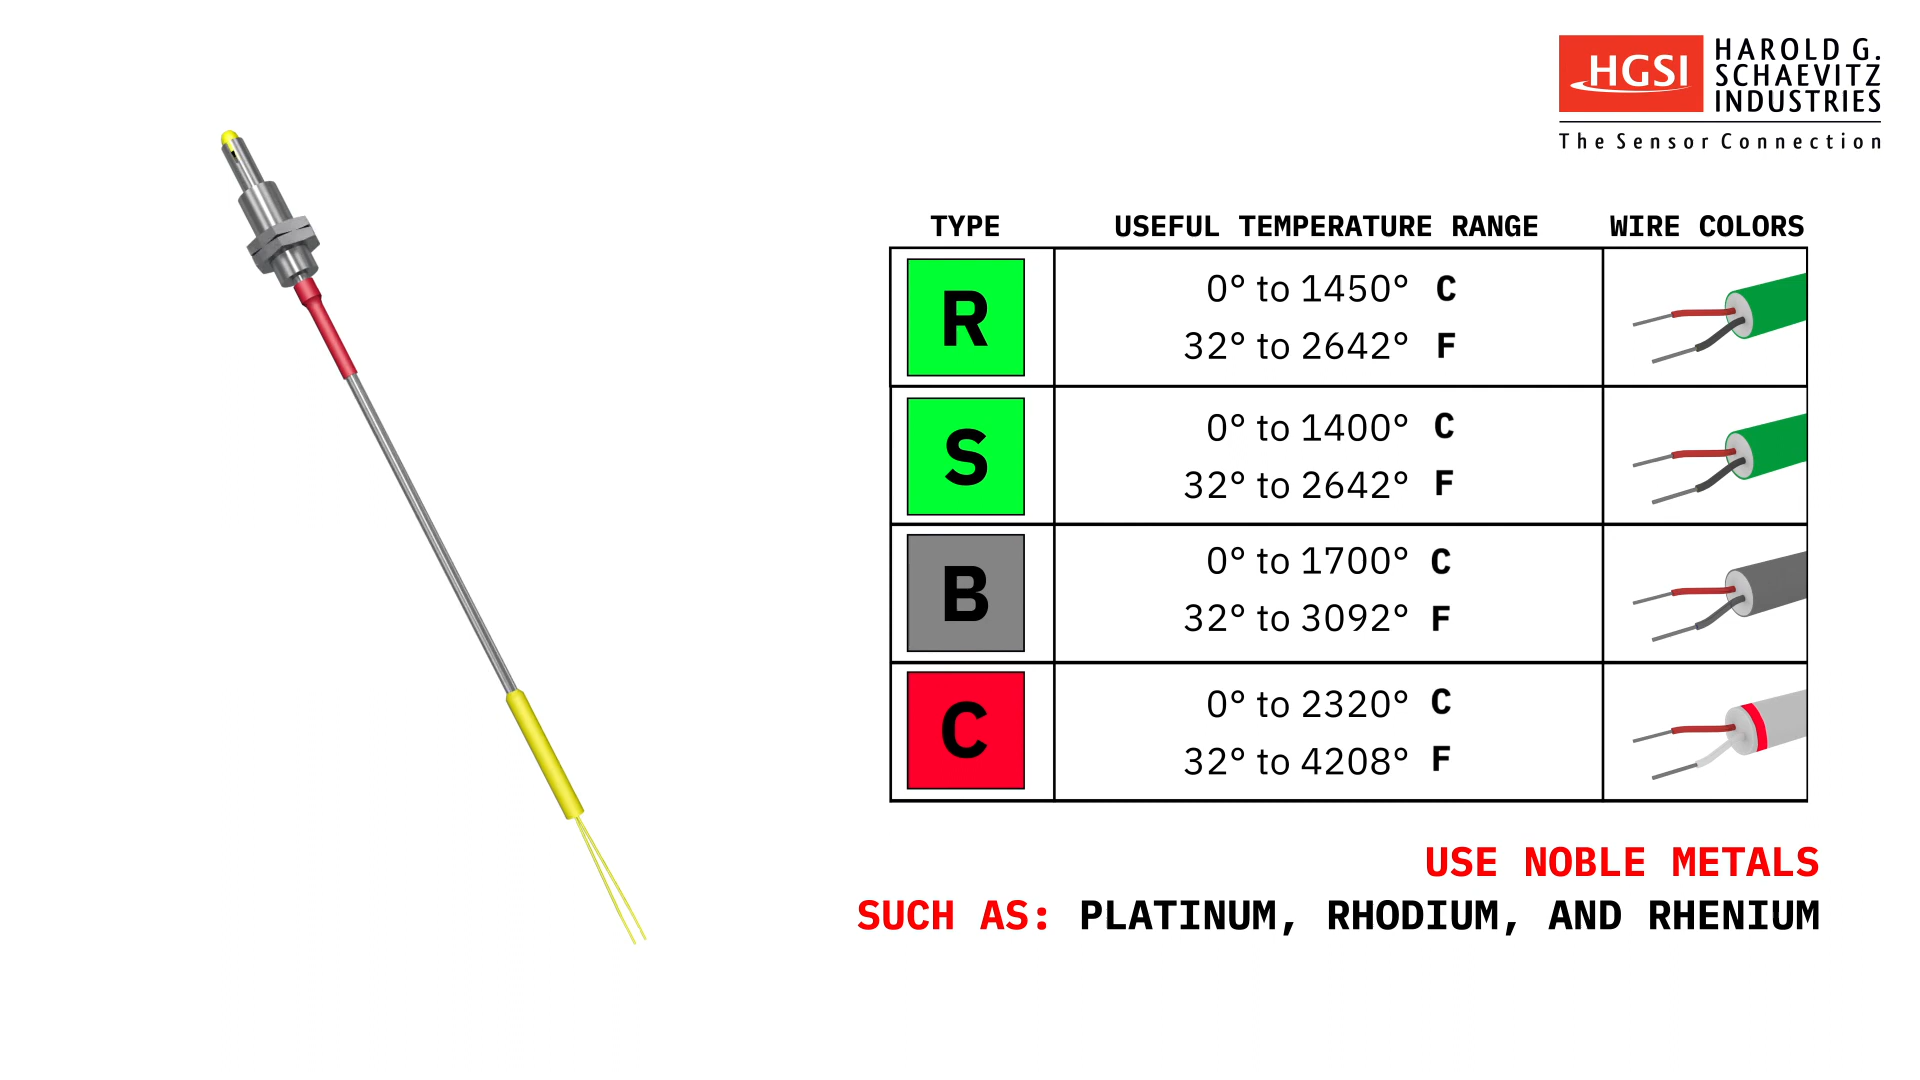 HGSI
HAROLD G.
SCHAEVITZ
INDUSTRIES
The Sensor Connection
TYPE USEFUL TEMPERATURE RANGE WIRE COLORS
R
0° to 1450° C
32° to 2642° F
S
0° to 1400° C
32° to 2642° F
B
0° to 1700° C
32° to 3092° F
C
0° to 2320° C
32° to 4208° F
USE NOBLE METALS
SUCH AS: PLATINUM, RHODIUM, AND RHENIUM